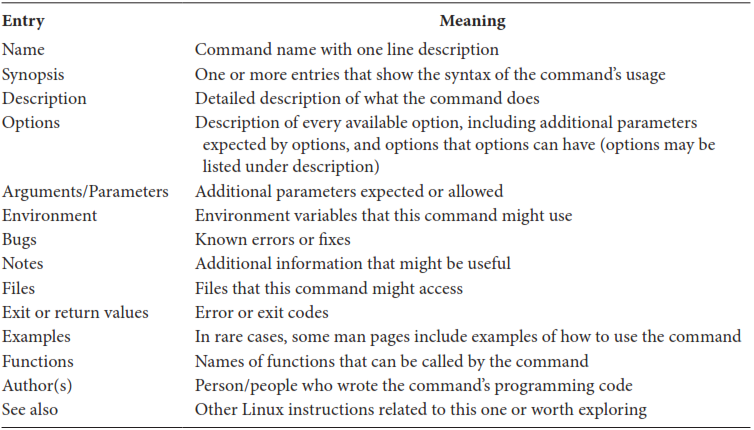 Entry Meaning
Name Command name with one line description
Synopsis One or more entries that show the syntax of the command’s usage
Description Detailed description of what the command does
Options Description of every available option, including additional parameters
expected by options, and options that options can have (options may be
listed under description)
Arguments/Parameters Additional parameters expected or allowed
Environment Environment variables that this command might use
Bugs Known errors or fixes
Notes Additional information that might be useful
Files Files that this command might access
Exit or return values Error or exit codes
Examples In rare cases, some man pages include examples of how to use the command
Functions Names of functions that can be called by the command
Author(s) Person/people who wrote the command’s programming code
See also Other Linux instructions related to this one or worth exploring